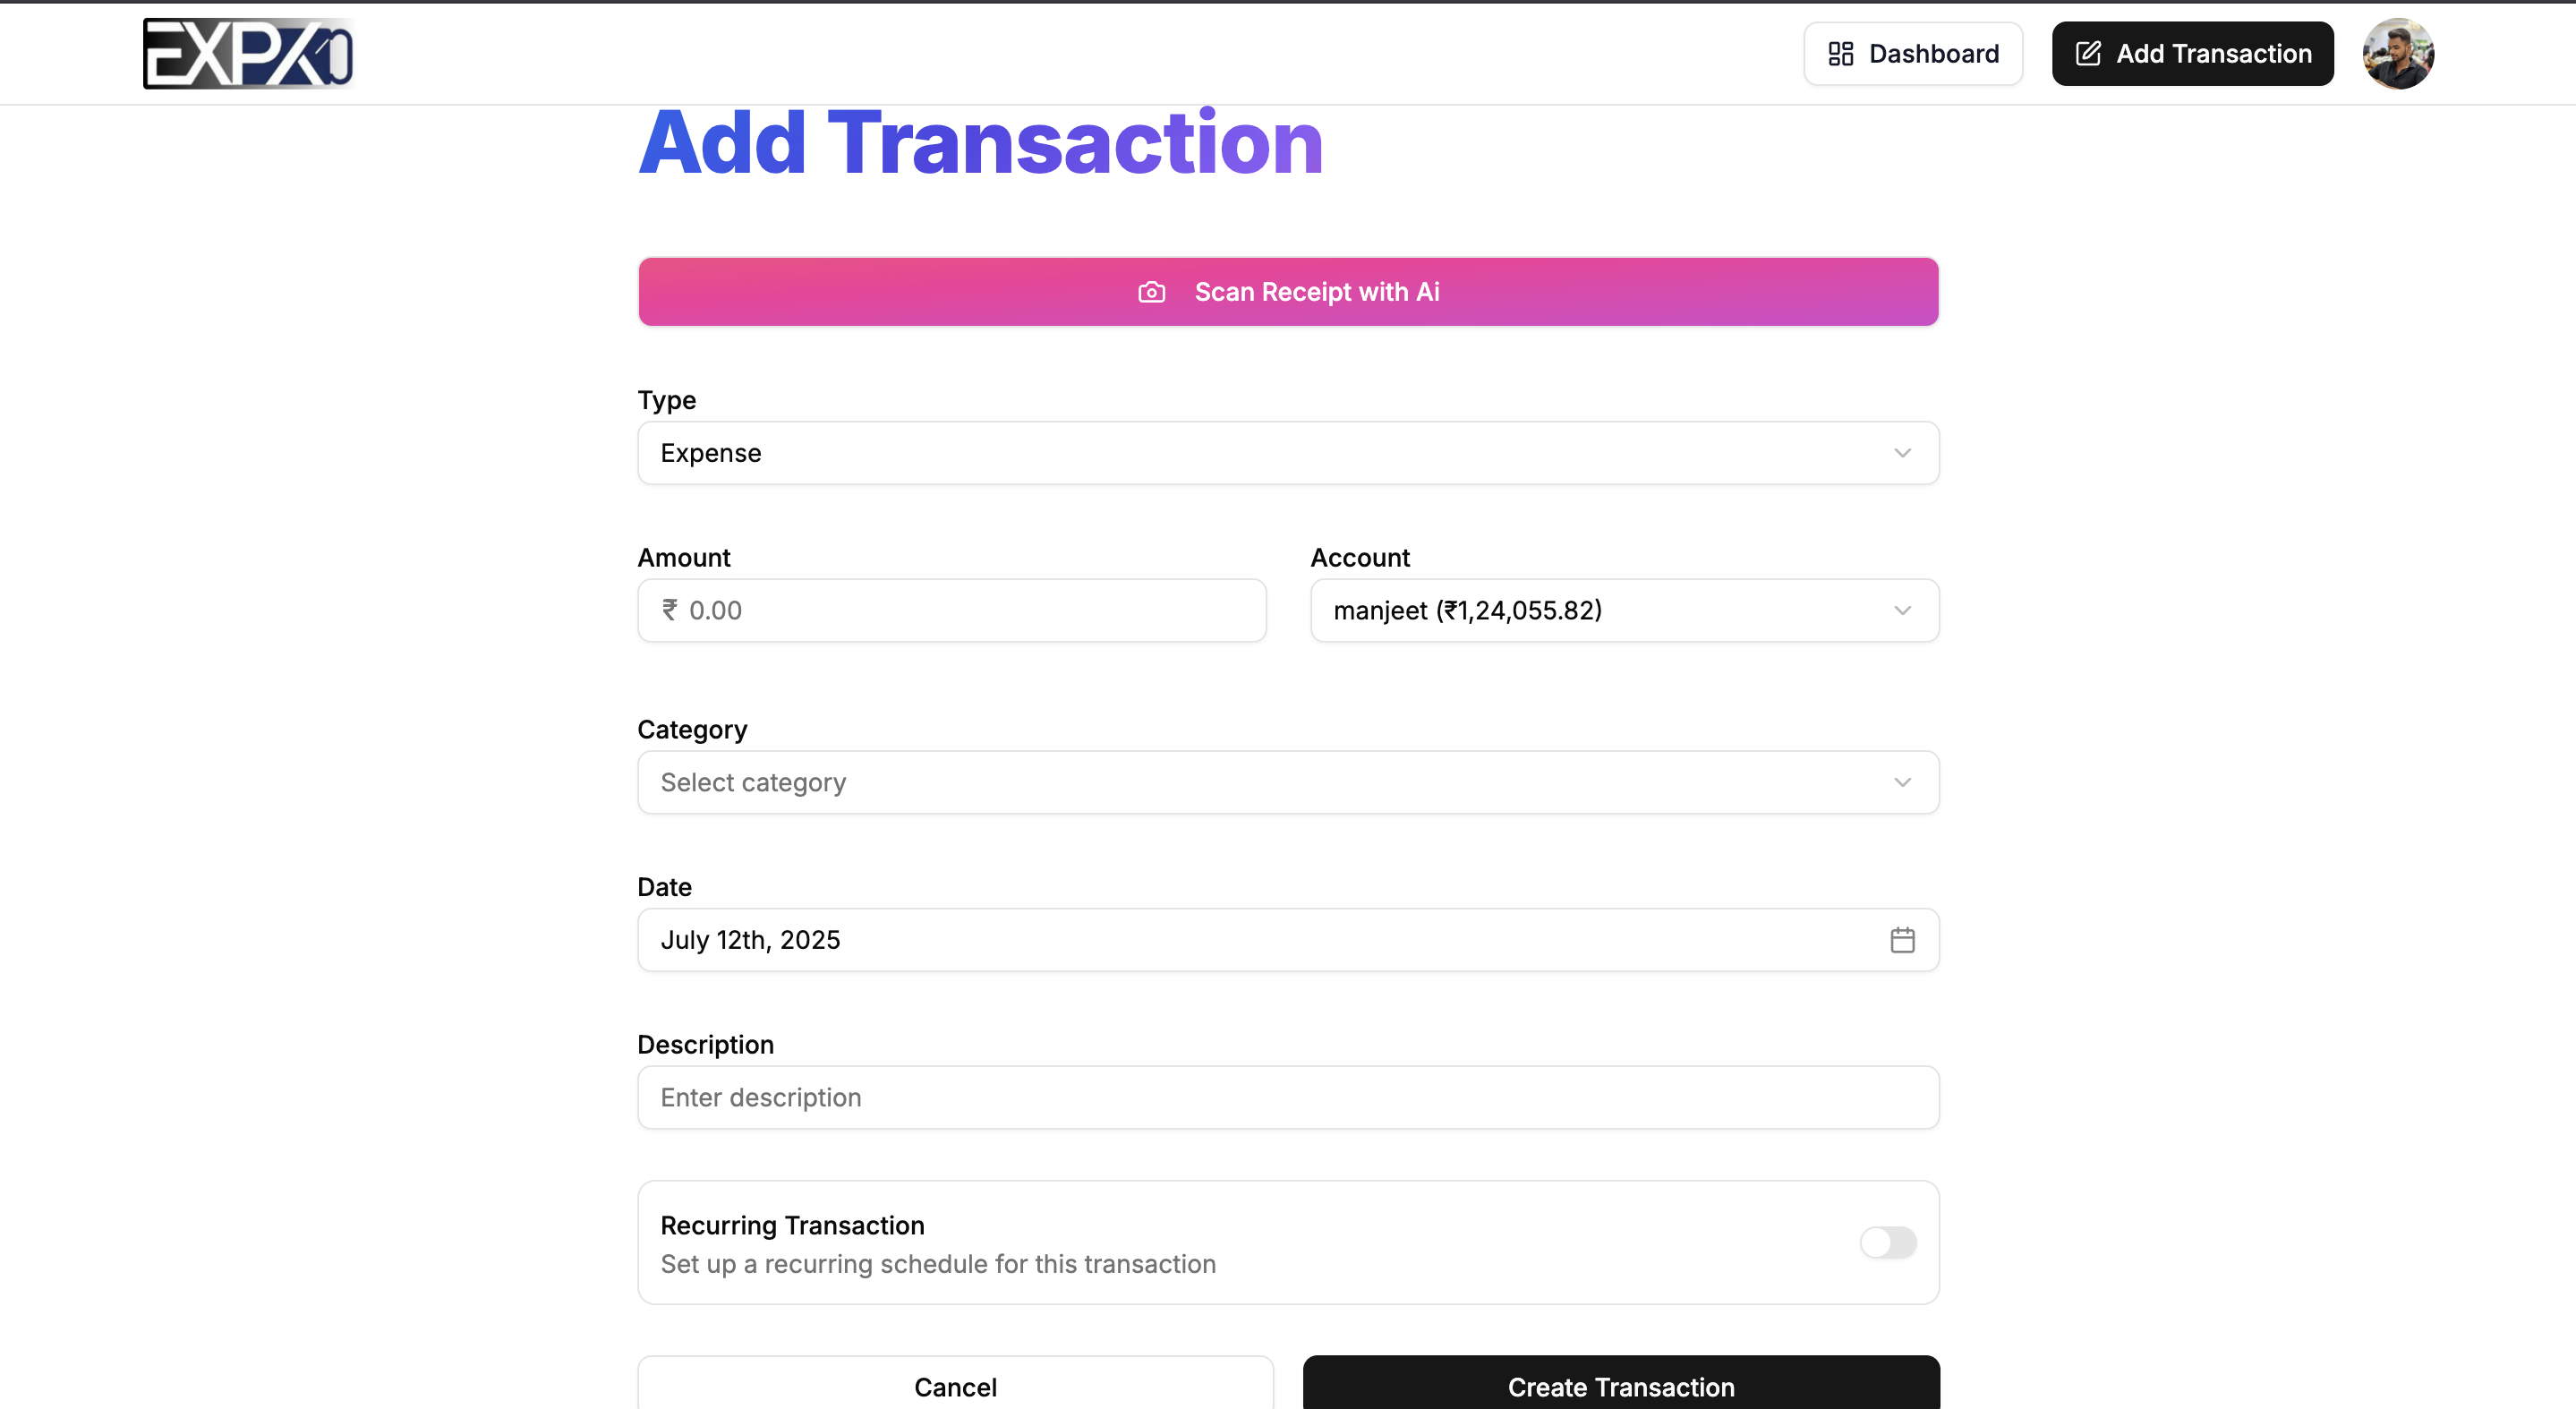 EXPXO
Dashboard
Add Transaction
Add Transaction
Scan Receipt with Ai
Type
Expense
Amount
Account
₹ 0.00
manjeet (₹1,24,055.82)
Category
Select category
Date
July 12th, 2025
Description
Enter description
Recurring Transaction
Set up a recurring schedule for this transaction
Cancel
Create Transaction